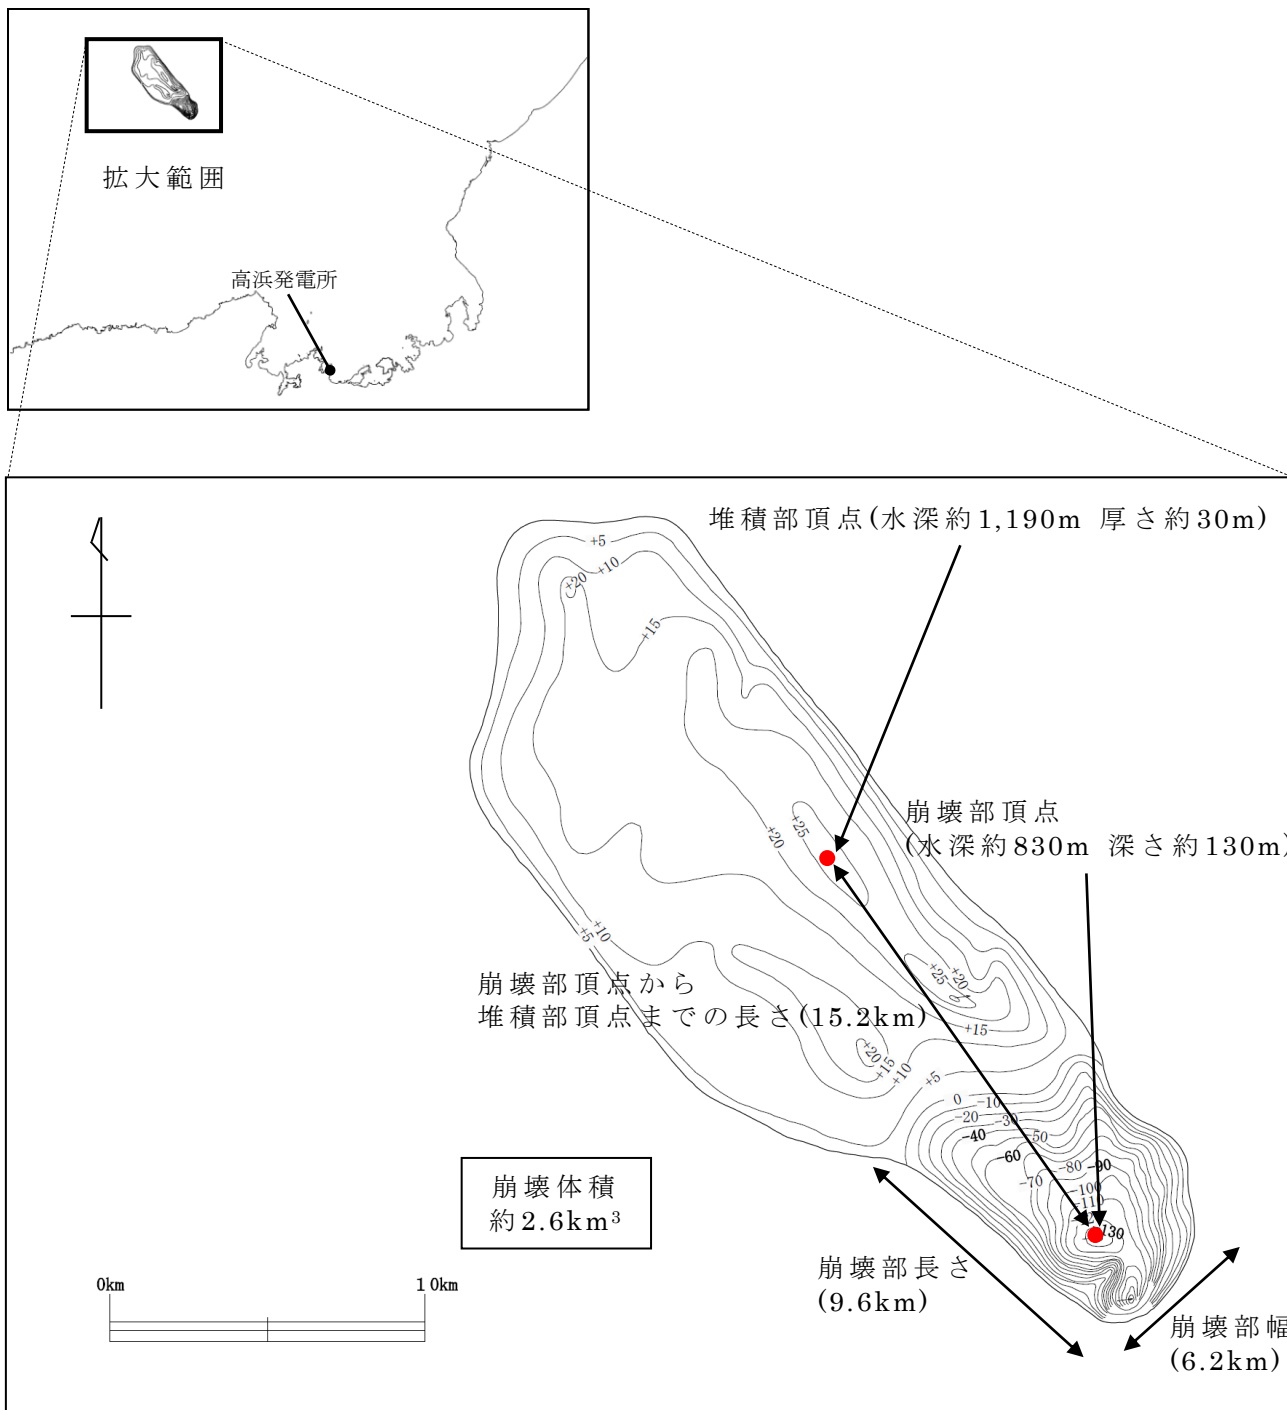 拡大範囲
高浜発電所
堆積部頂点(水深約1,190m 厚さ約30m)
+5
+10
+20
+15
崩壊部頂点
(水深約830m 深さ約130m)
+25
+20
+10
+5
+20
+25
崩壊部頂点から
堆積部頂点までの長さ(15.2km)
+15
+20
+15
+10
+5
0
-10
-20
-30
-40
-50
-60
-70
-80
-90
-100
-110
-130
崩壊体積
約2.6km³
崩壊部長さ
(9.6km)
0km
10km
崩壊部幅
(6.2km)